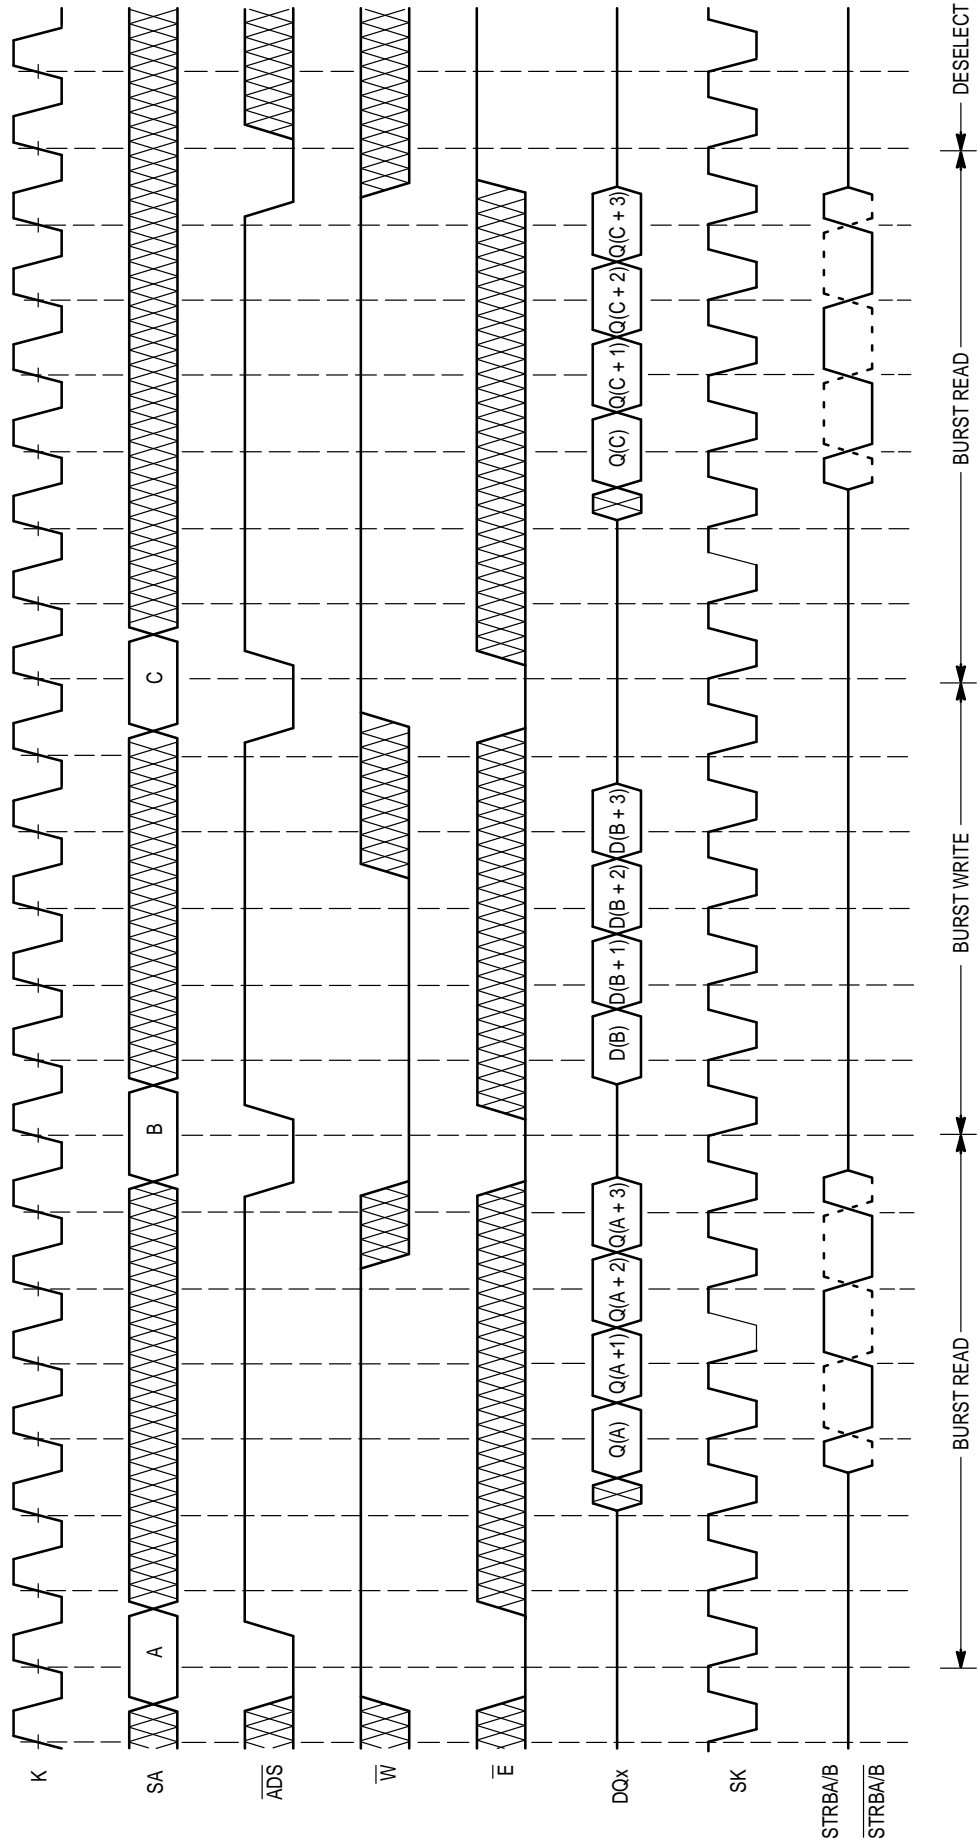 K
SA
A
B
C
ADS
W
E
DQx
Q(A)
Q(A +1)
Q(A + 2)
Q(A + 3)
D(B)
D(B + 1)
D(B + 2)
D(B + 3)
Q(C)
Q(C + 1)
Q(C + 2)
Q(C + 3)
SK
STRBA/B
STRBA/B
BURST READ
BURST WRITE
BURST READ
DESELECT